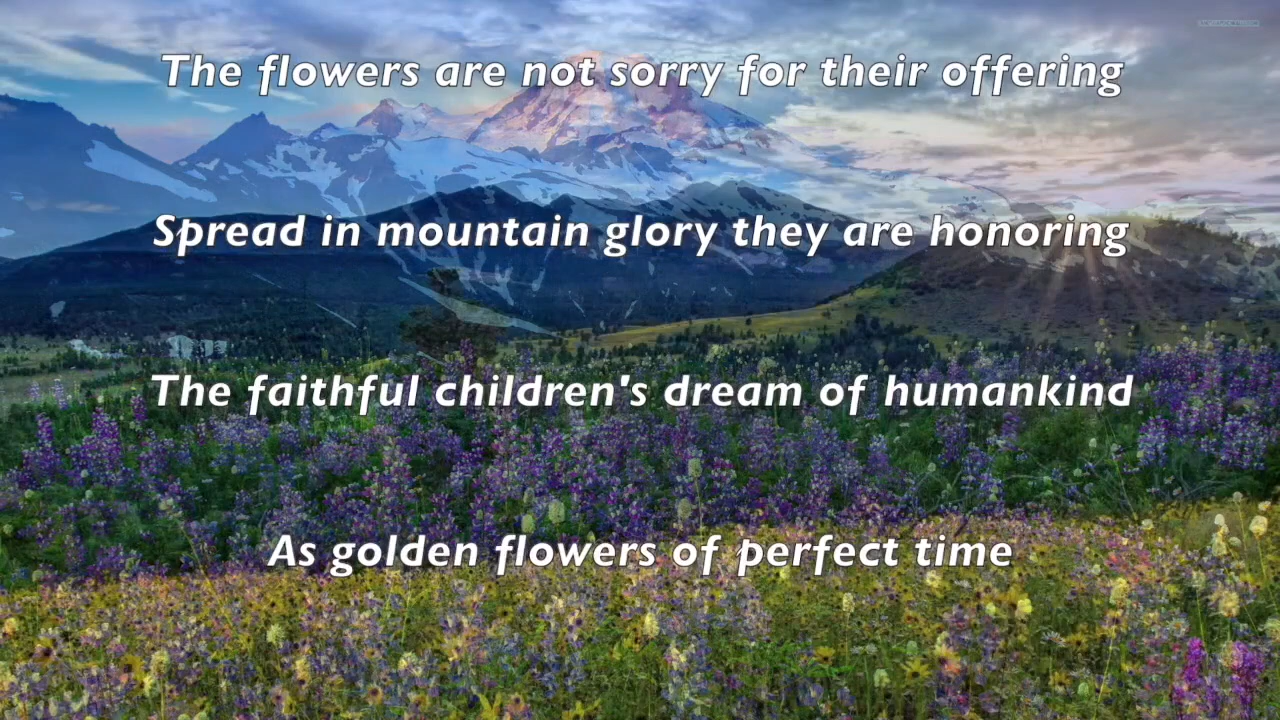 The flowers are not sorry for their offering
Spread in mountain glory they are honoring
The faithful children's dream of humankind
As golden flowers of perfect time